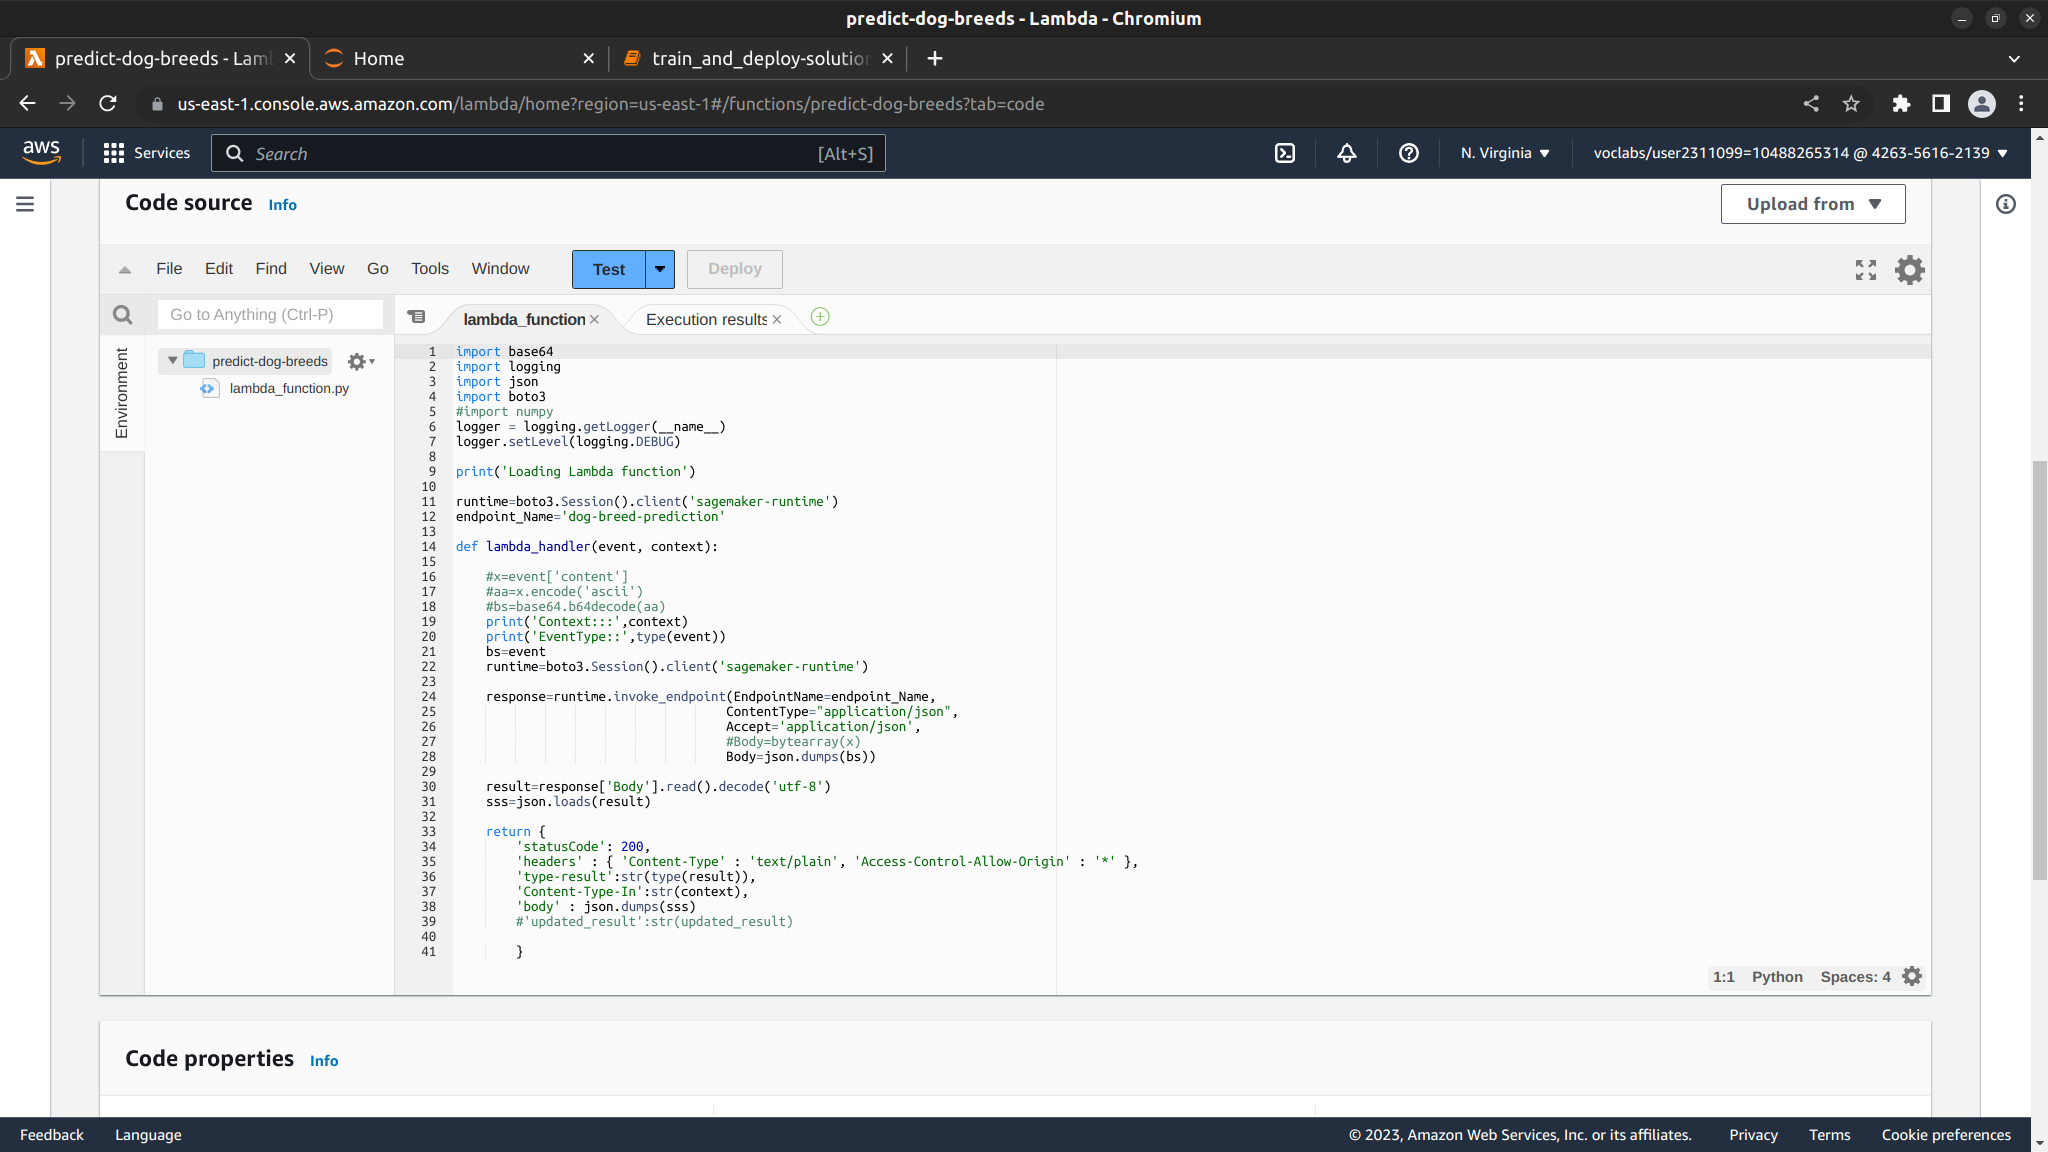 predict-dog-breeds - Lambda - Chromium
predict-dog-breeds - Lam
Home
train_and_deploy-solution
us-east-1.console.aws.amazon.com/lambda/home?region=us-east-1#/functions/predict-dog-breeds?tab=code
aws
Services
Search
[Alt+S]
N. Virginia
voclabs/user2311099=10488265314 @ 4263-5616-2139
Code source Info
Upload from
File Edit Find View Go Tools Window
Test
Deploy
Go to Anything (Ctrl-P)
lambda_function
Execution results
Environment
predict-dog-breeds
lambda_function.py
1 import base64
2 import logging
3 import json
4 import boto3
5 #import numpy
6 logger = logging.getLogger(__name__)
7 logger.setLevel(logging.DEBUG)
8
9 print('Loading Lambda function')
10
11 runtime=boto3.Session().client('sagemaker-runtime')
12 endpoint_Name='dog-breed-prediction'
13
14 def lambda_handler(event, context):
15
16 #x=event['content']
17 #aa=x.encode('ascii')
18 #bs=base64.b64decode(aa)
19 print('Context:::',context)
20 print('EventType::',type(event))
21 bs=event
22 runtime=boto3.Session().client('sagemaker-runtime')
23
24 response=runtime.invoke_endpoint(EndpointName=endpoint_Name,
25 ContentType="application/json",
26 Accept='application/json',
27 #Body=bytearray(x)
28 Body=json.dumps(bs))
29
30 result=response['Body'].read().decode('utf-8')
31 sss=json.loads(result)
32
33 return {
34 'statusCode': 200,
35 'headers' : { 'Content-Type' : 'text/plain', 'Access-Control-Allow-Origin' : '*' },
36 'type-result':str(type(result)),
37 'Content-Type-In':str(context),
38 'body' : json.dumps(sss)
39 #'updated_result':str(updated_result)
40
41 }
1:1 Python Spaces: 4
Code properties Info
Feedback Language
© 2023, Amazon Web Services, Inc. or its affiliates. Privacy Terms Cookie preferences